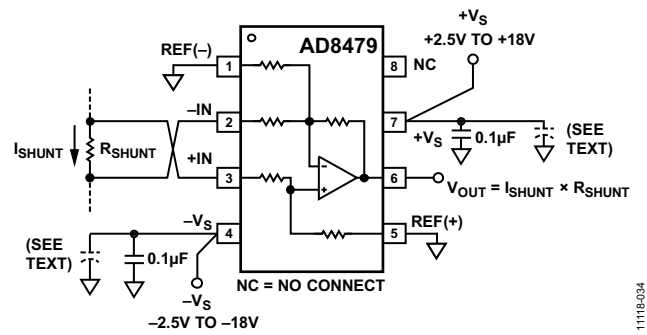 +VS
+2.5V TO +18V
AD8479
REF(–)
1
8
NC
–IN
2
7
+VS
0.1µF
(SEE
TEXT)
ISHUNT
RSHUNT
+IN
3
–
+
6
VOUT = ISHUNT × RSHUNT
–VS
4
5
REF(+)
(SEE
TEXT)
0.1µF
NC = NO CONNECT
–VS
–2.5V TO –18V
11118-034